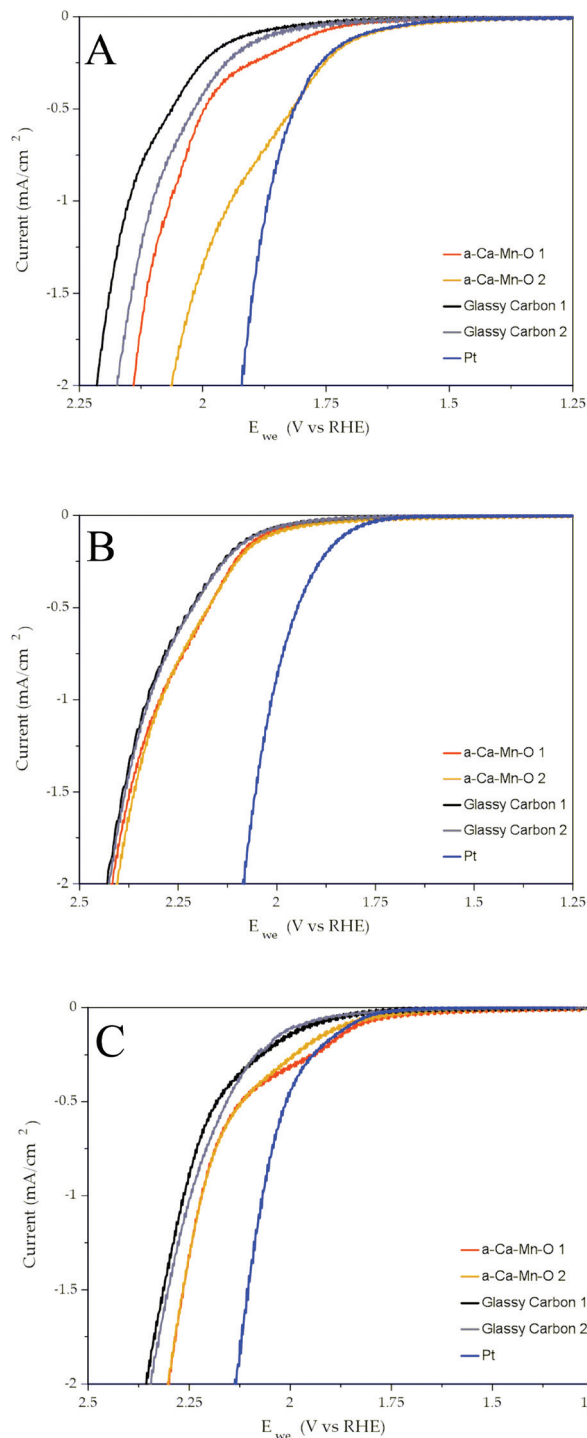 A
0
-0.5
-1
-1.5
-2
Current (mA/cm 2)
2.25 2 1.75 1.5 1.25
E we (V vs RHE)
a-Ca-Mn-O 1
a-Ca-Mn-O 2
Glassy Carbon 1
Glassy Carbon 2
Pt
B
0
-0.5
-1
-1.5
-2
Current (mA/cm 2)
2.5 2.25 2 1.75 1.5 1.25
E we (V vs RHE)
a-Ca-Mn-O 1
a-Ca-Mn-O 2
Glassy Carbon 1
Glassy Carbon 2
Pt
C
0
-0.5
-1
-1.5
-2
Current (mA/cm 2)
2.5 2.25 2 1.75 1.5
E we (V vs RHE)
a-Ca-Mn-O 1
a-Ca-Mn-O 2
Glassy Carbon 1
Glassy Carbon 2
Pt